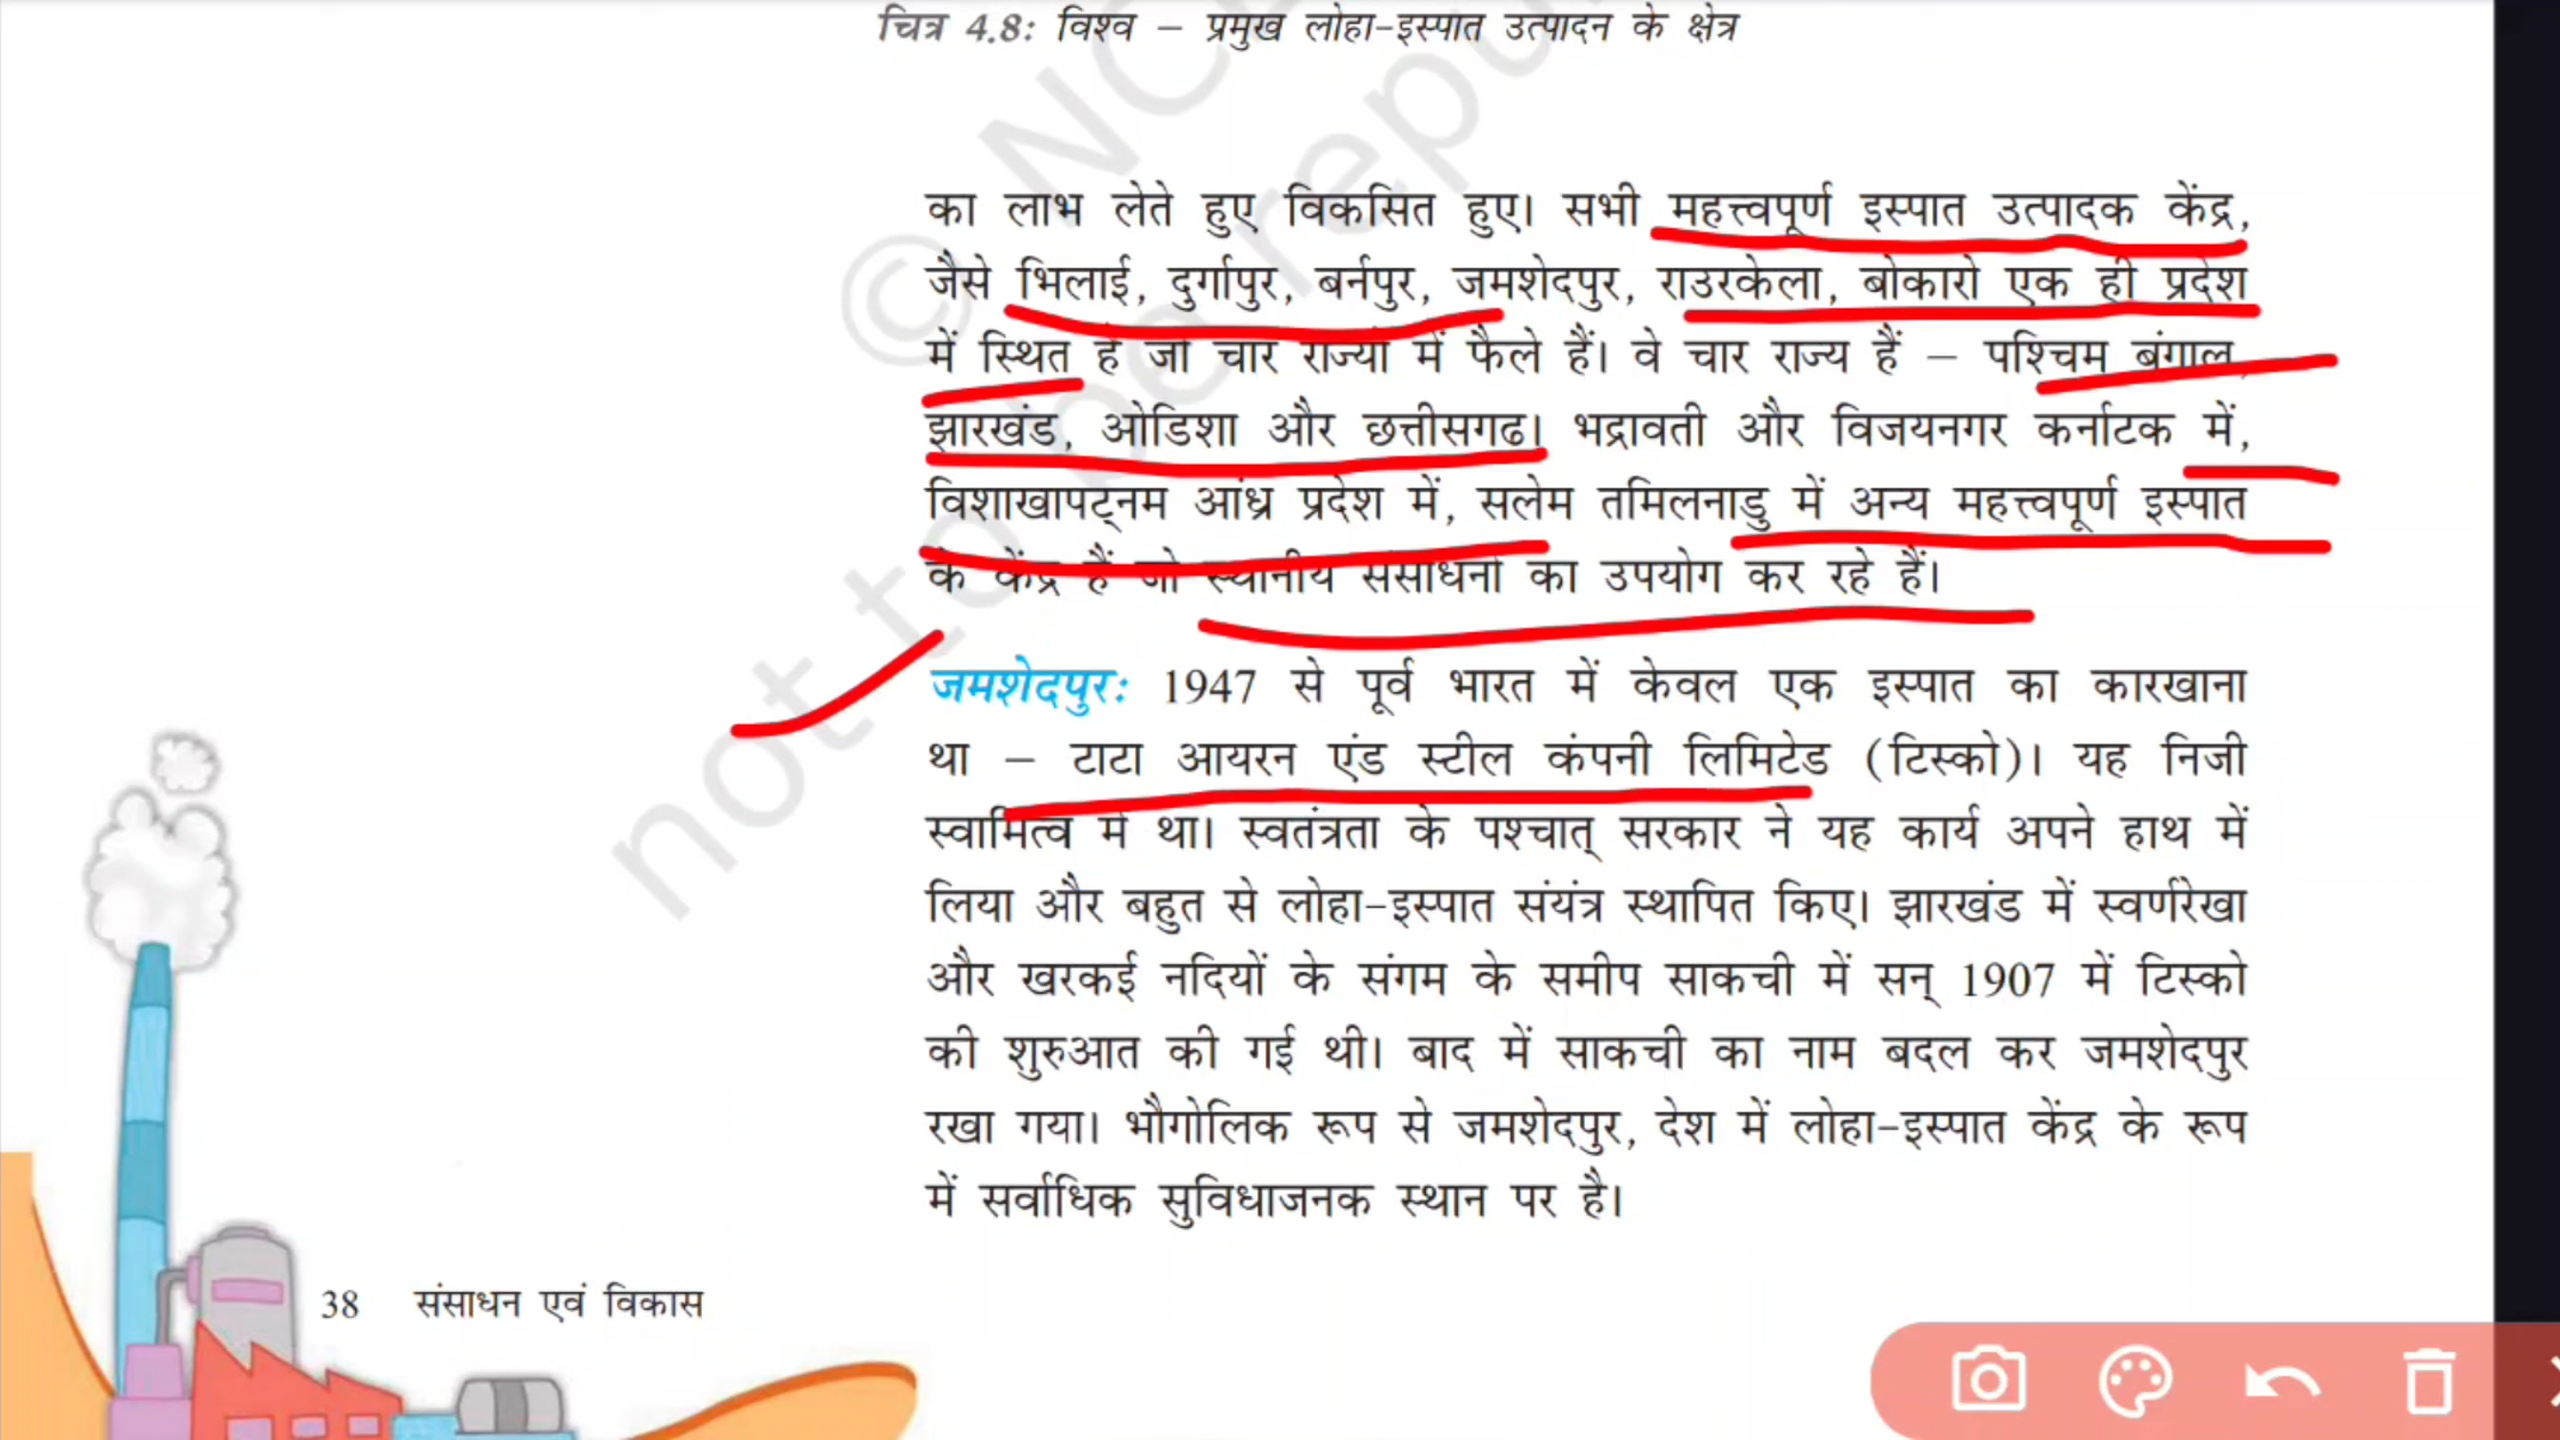 चित्र 4.8: विश्व – प्रमुख लोहा-इस्पात उत्पादन के क्षेत्र
का लाभ लेते हुए विकसित हुए। सभी महत्त्वपूर्ण इस्पात उत्पादक केंद्र,
जैसे भिलाई, दुर्गापुर, बर्नपुर, जमशेदपुर, राउरकेला, बोकारो एक ही प्रदेश
में स्थित हैं जो चार राज्यों में फैले हैं। वे चार राज्य हैं – पश्चिम बंगाल,
झारखंड, ओडिशा और छत्तीसगढ। भद्रावती और विजयनगर कर्नाटक में,
विशाखापट्नम आंध्र प्रदेश में, सलेम तमिलनाडु में अन्य महत्त्वपूर्ण इस्पात
के केंद्र हैं जो स्थानीय संसाधनों का उपयोग कर रहे हैं।
जमशेदपुरः 1947 से पूर्व भारत में केवल एक इस्पात का कारखाना
था – टाटा आयरन एंड स्टील कंपनी लिमिटेड (टिस्को)। यह निजी
स्वामित्व में था। स्वतंत्रता के पश्चात् सरकार ने यह कार्य अपने हाथ में
लिया और बहुत से लोहा-इस्पात संयंत्र स्थापित किए। झारखंड में स्वर्णरेखा
और खरकई नदियों के संगम के समीप साकची में सन् 1907 में टिस्को
की शुरुआत की गई थी। बाद में साकची का नाम बदल कर जमशेदपुर
रखा गया। भौगोलिक रूप से जमशेदपुर, देश में लोहा-इस्पात केंद्र के रूप
में सर्वाधिक सुविधाजनक स्थान पर है।
38 संसाधन एवं विकास
© NC
not to be repu